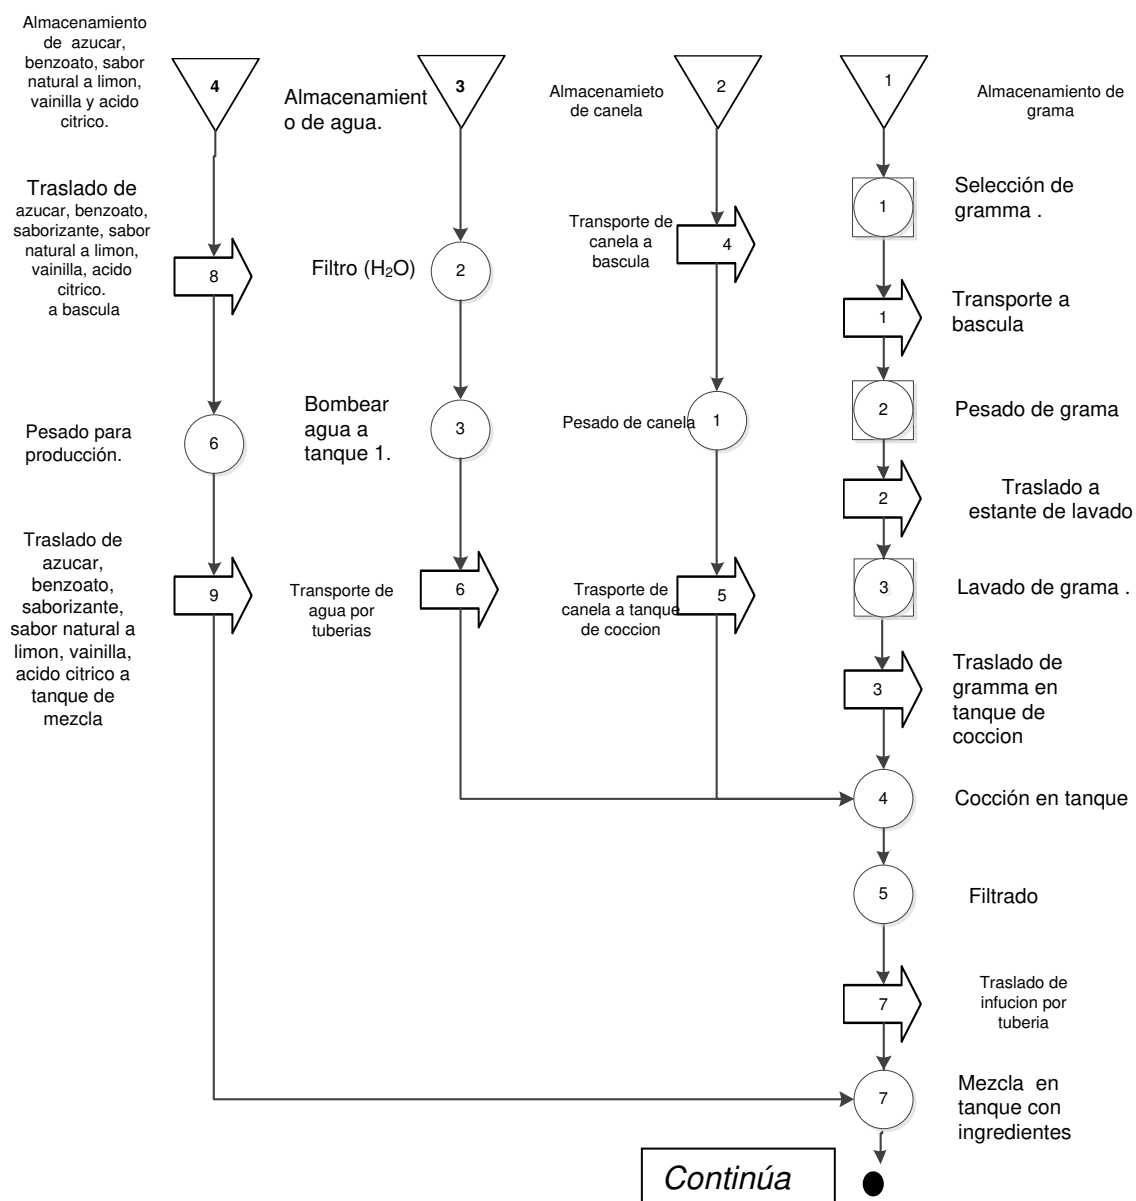 Almacenamiento
de azucar,
benzoato, sabor
natural a limon,
vainilla y acido
citrico.
4
Traslado de
azucar, benzoato,
saborizante, sabor
natural a limon,
vainilla, acido
citrico.
a bascula
8
Pesado para
producción.
6
Traslado de
azucar,
benzoato,
saborizante,
sabor natural a
limon, vainilla,
acido citrico a
tanque de
mezcla
9
Almacenamient
o de agua.
3
Filtro (H₂O)
2
Bombear
agua a
tanque 1.
3
Transporte de
agua por
tuberias
6
Almacenamieto
de canela
2
Transporte de
canela a
bascula
4
Pesado de canela
1
Trasporte de
canela a tanque
de coccion
5
1
Almacenamiento de
grama
1
Selección de
gramma .
1
Transporte a
bascula
2
Pesado de grama
2
Traslado a
estante de lavado
3
Lavado de grama .
3
Traslado de
gramma en
tanque de
coccion
4
Cocción en tanque
5
Filtrado
7
Traslado de
infucion por
tuberia
7
Mezcla en
tanque con
ingredientes
Continúa